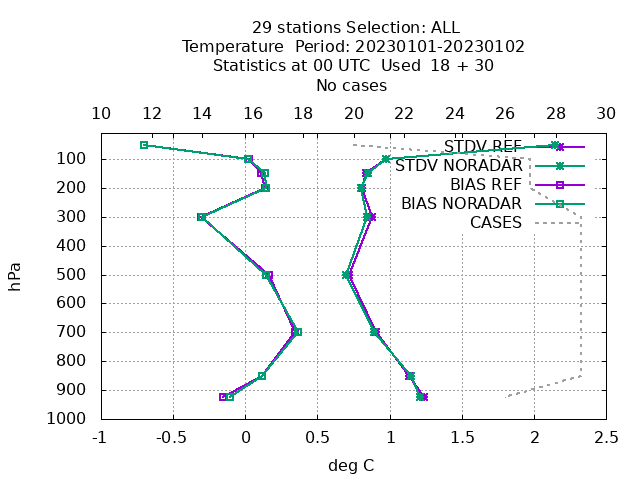 29 stations Selection: ALL
Temperature  Period: 20230101-20230102
Statistics at 00 UTC  Used  18 + 30
No cases
10 12 14 16 18 20 22 24 26 28 30
STDV REF
STDV NORADAR
BIAS REF
BIAS NORADAR
CASES
100
200
300
400
500
600
700
800
900
1000
hPa
-1 -0.5 0 0.5 1 1.5 2 2.5
deg C